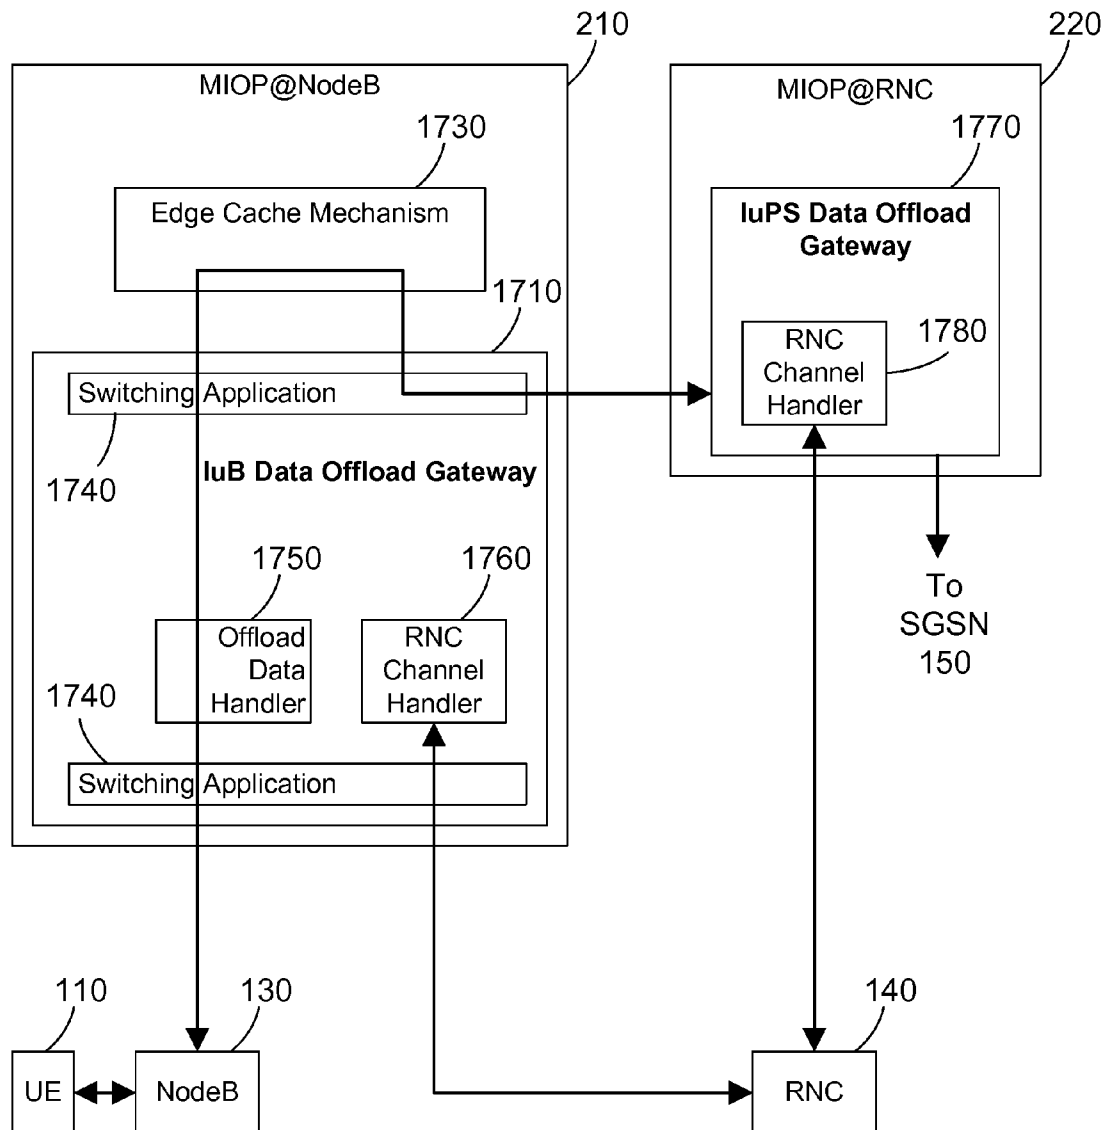 210
220
MIOP@NodeB
MIOP@RNC
1730
1770
Edge Cache Mechanism
IuPS Data Offload
Gateway
1710
1780
RNC
Channel
Handler
Switching Application
1740
IuB Data Offload Gateway
1750
1760
To
SGSN
150
Offload
Data
Handler
RNC
Channel
Handler
1740
Switching Application
110
130
140
UE
NodeB
RNC